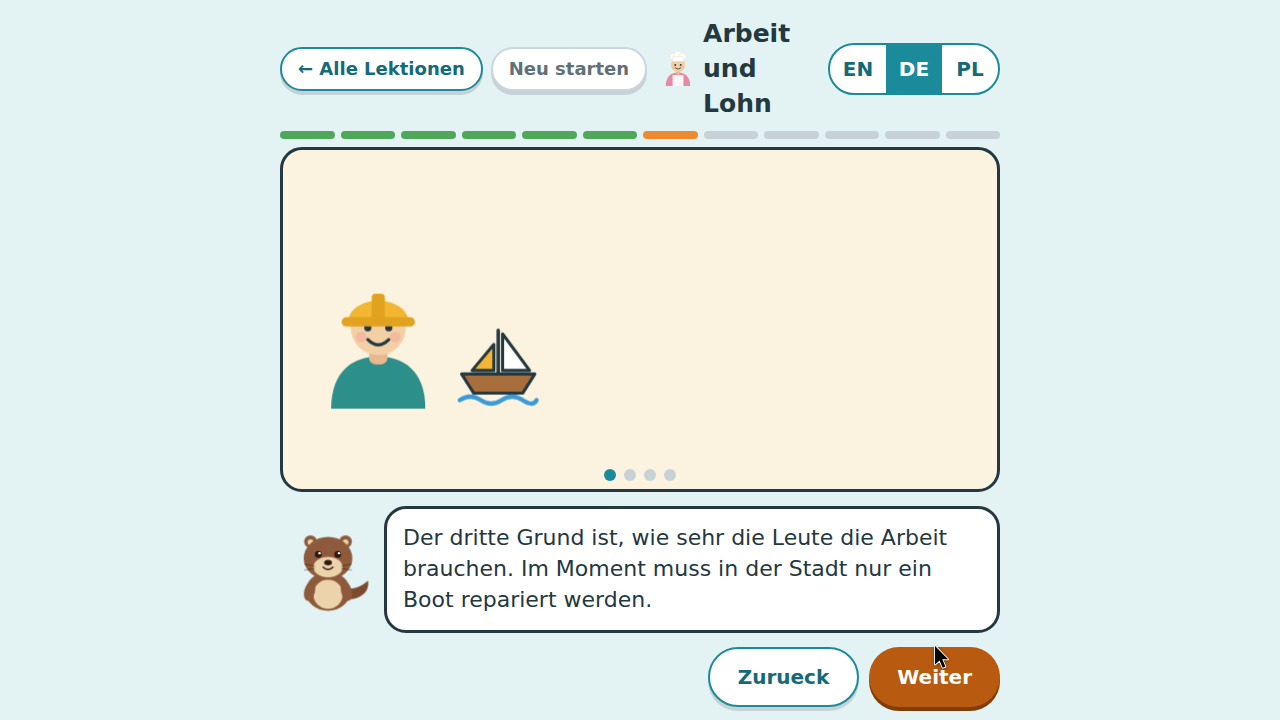 ← Alle Lektionen
Neu starten
Arbeit
und
Lohn
EN DE PL
Der dritte Grund ist, wie sehr die Leute die Arbeit
brauchen. Im Moment muss in der Stadt nur ein
Boot repariert werden.
Zurueck
Weiter